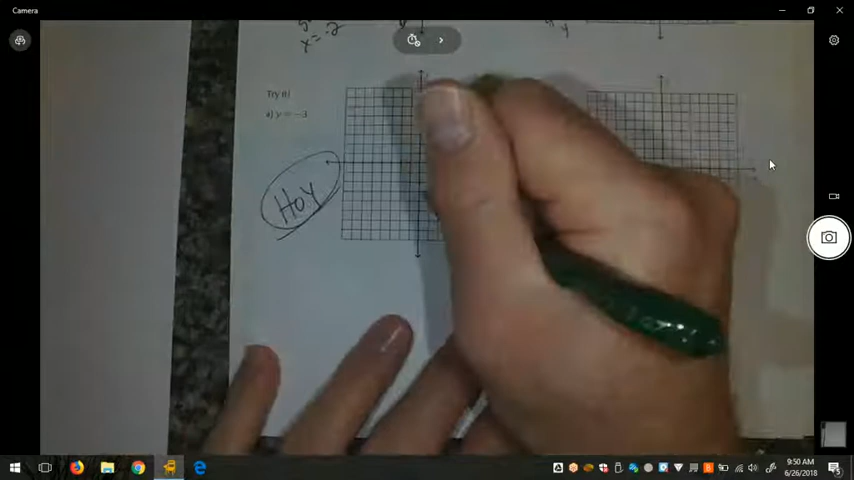 Camera
x = -2
Try It!
a) y = -3
HOY
9:50 AM
6/26/2018